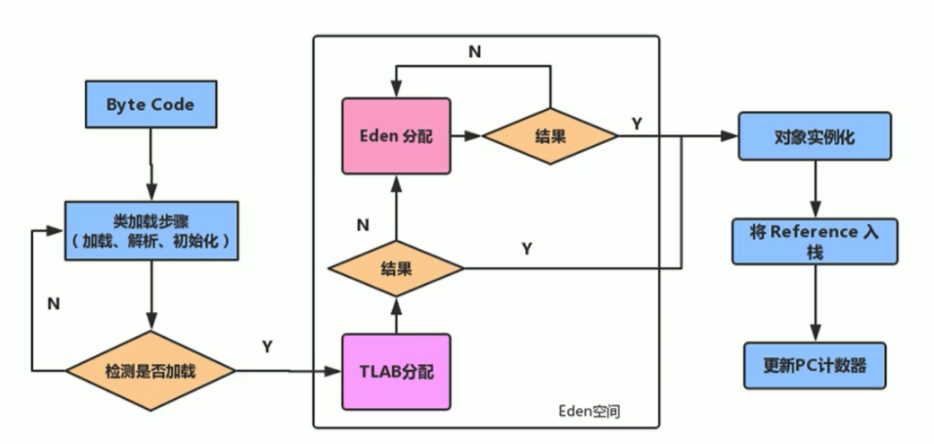 Byte Code
类加载步骤
（加载、解析、初始化）
N
检测是否加载
Y
N
Eden 分配
结果
Y
N
结果
Y
TLAB分配
Eden空间
对象实例化
将 Reference 入
栈
更新PC计数器